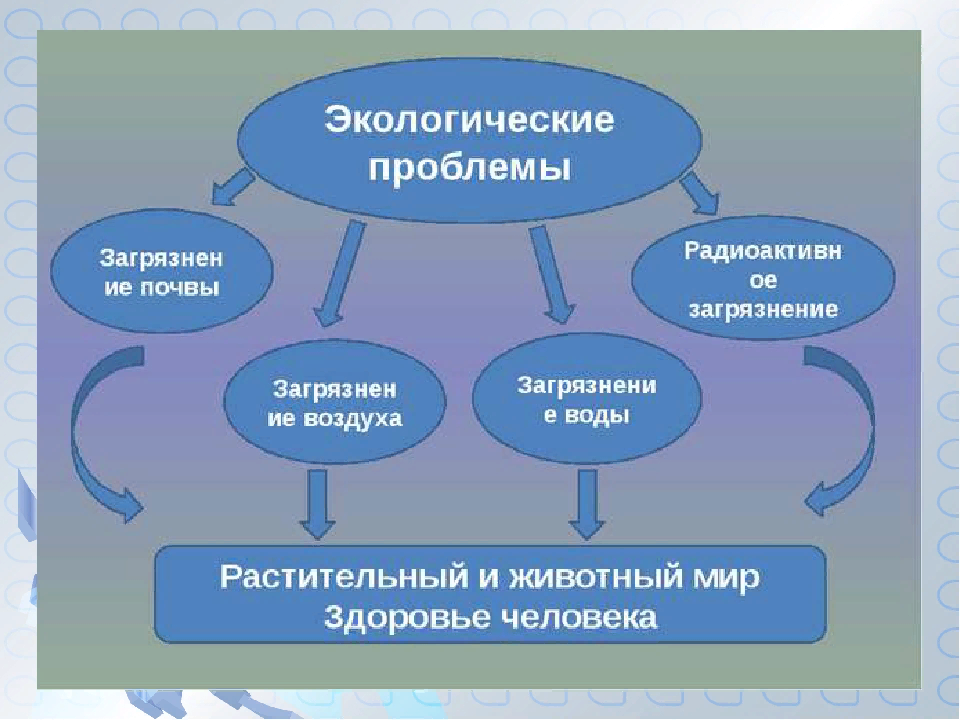 Экологические
проблемы
Загрязнен
ие почвы
Радиоактивн
ое
загрязнение
Загрязнен
ие воздуха
Загрязнени
е воды
Растительный и животный мир
Здоровье человека